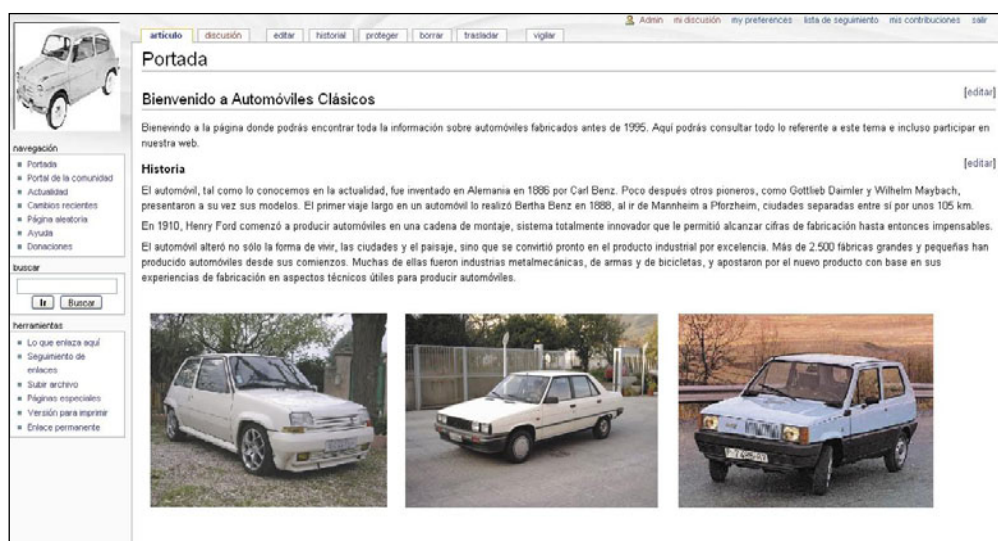 Admin mi discusión my preferences lista de seguimiento mis contribuciones salir
artículo discusión editar historial proteger borrar trasladar vigilar
Portada
Bienvenido a Automóviles Clásicos [editar]
Bienevindo a la página donde podrás encontrar toda la información sobre automóviles fabricados antes de 1995. Aquí podrás consultar todo lo referente a este tema e incluso participar en
nuestra web.
Historia [editar]
El automóvil, tal como lo conocemos en la actualidad, fue inventado en Alemania en 1886 por Carl Benz. Poco después otros pioneros, como Gottlieb Daimler y Wilhelm Maybach,
presentaron a su vez sus modelos. El primer viaje largo en un automóvil lo realizó Bertha Benz en 1888, al ir de Mannheim a Pforzheim, ciudades separadas entre sí por unos 105 km.
En 1910, Henry Ford comenzó a producir automóviles en una cadena de montaje, sistema totalmente innovador que le permitió alcanzar cifras de fabricación hasta entonces impensables.
El automóvil alteró no sólo la forma de vivir, las ciudades y el paisaje, sino que se convirtió pronto en el producto industrial por excelencia. Más de 2.500 fábricas grandes y pequeñas han
producido automóviles desde sus comienzos. Muchas de ellas fueron industrias metalmecánicas, de armas y de bicicletas, y apostaron por el nuevo producto con base en sus
experiencias de fabricación en aspectos técnicos útiles para producir automóviles.
navegación
Portada
Portal de la comunidad
Actualidad
Cambios recientes
Página aleatoria
Ayuda
Donaciones
buscar
Ir Buscar
herramientas
Lo que enlaza aquí
Seguimiento de
enlaces
Subir archivo
Páginas especiales
Versión para imprimir
Enlace permanente